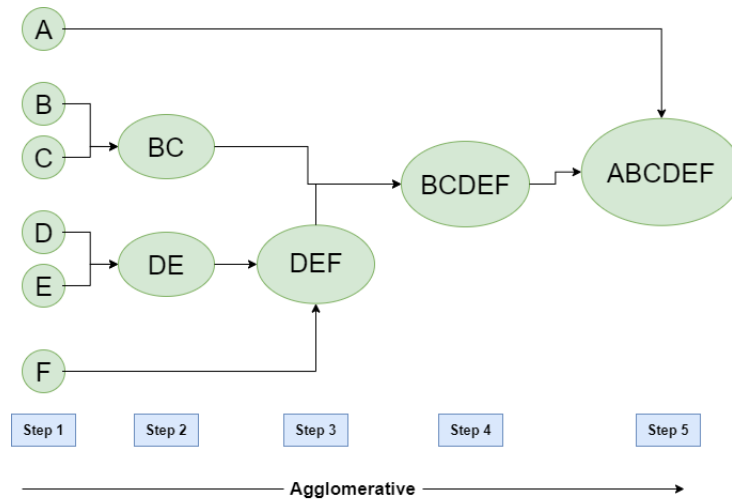 A
B
C
BC
BCDEF
ABCDEF
D
E
DE
DEF
F
Step 1
Step 2
Step 3
Step 4
Step 5
Agglomerative